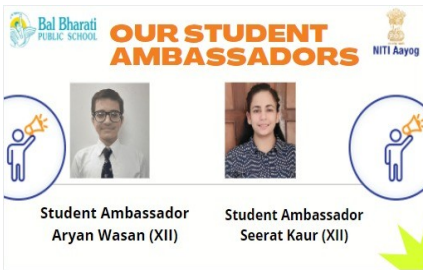 Bal Bharati
PUBLIC SCHOOL
OUR STUDENT
AMBASSADORS
NITI Aayog
Student Ambassador
Aryan Wasan (XII)
Student Ambassador
Seerat Kaur (XII)